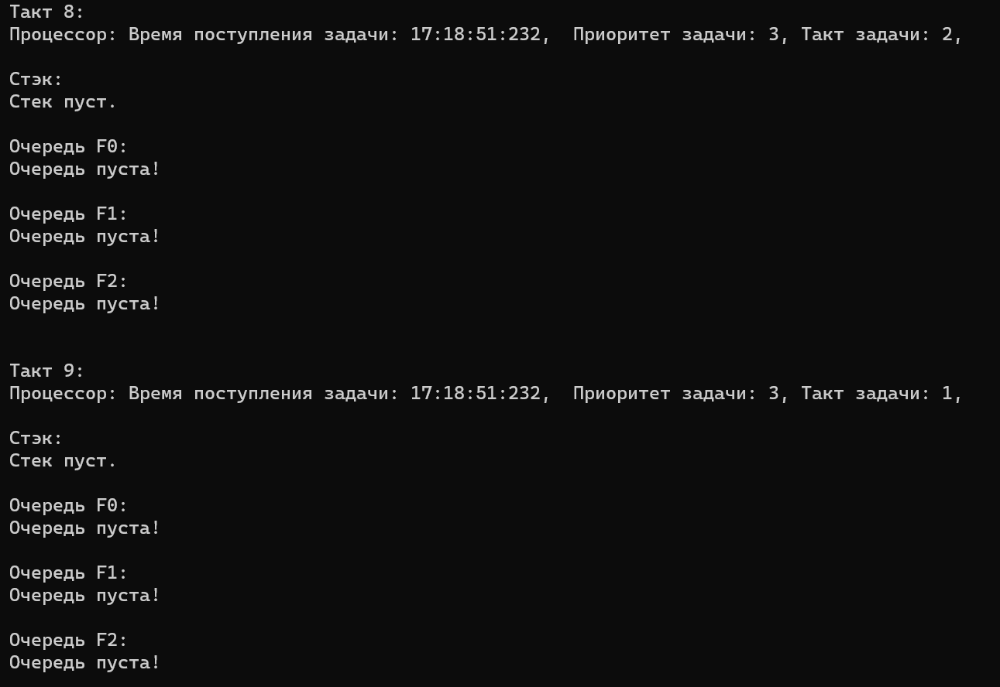 Такт 8:
Процессор: Время поступления задачи: 17:18:51:232,  Приоритет задачи: 3, Такт задачи: 2,
Стэк:
Стек пуст.
Очередь F0:
Очередь пуста!
Очередь F1:
Очередь пуста!
Очередь F2:
Очередь пуста!
Такт 9:
Процессор: Время поступления задачи: 17:18:51:232,  Приоритет задачи: 3, Такт задачи: 1,
Стэк:
Стек пуст.
Очередь F0:
Очередь пуста!
Очередь F1:
Очередь пуста!
Очередь F2:
Очередь пуста!